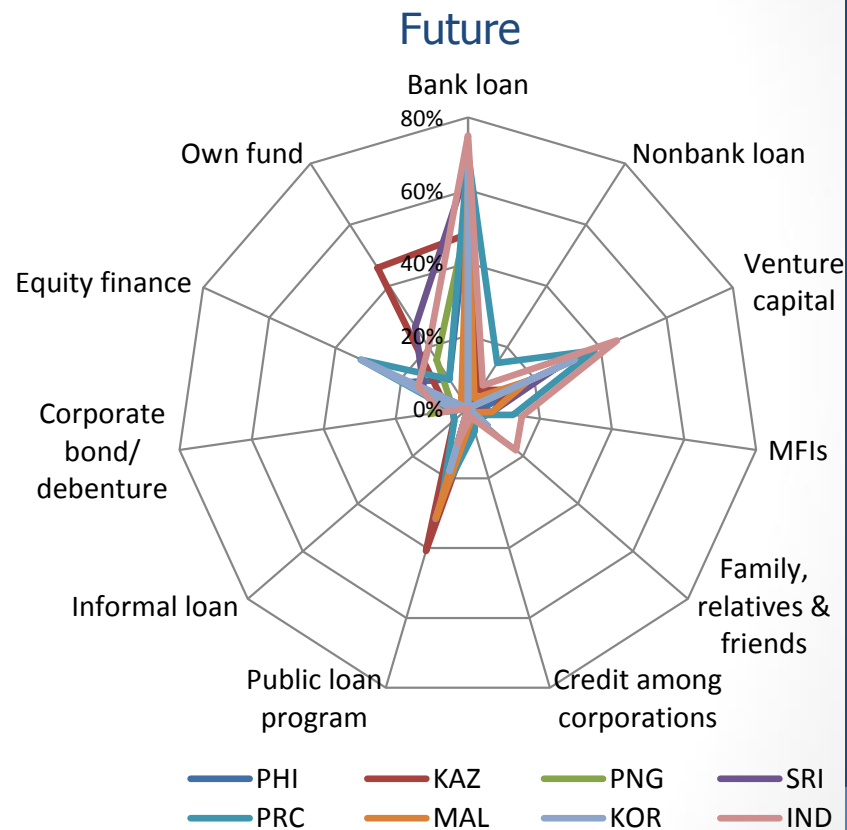 Future
Bank loan
80%
Own fund
Nonbank loan
60%
Equity finance
Venture
capital
40%
20%
0%
Corporate
bond/
debenture
MFIs
Family,
relatives &
friends
Informal loan
Public loan
program
Credit among
corporations
PHI KAZ PNG SRI
PRC MAL KOR IND